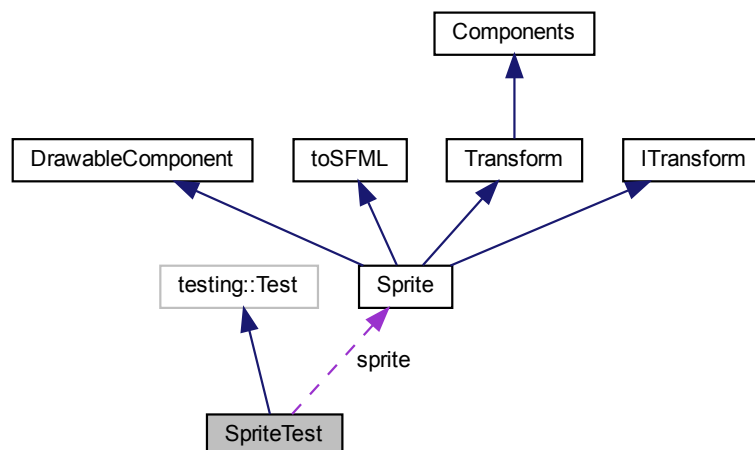 Components
DrawableComponent
toSFML
Transform
ITransform
testing::Test
Sprite
sprite
SpriteTest